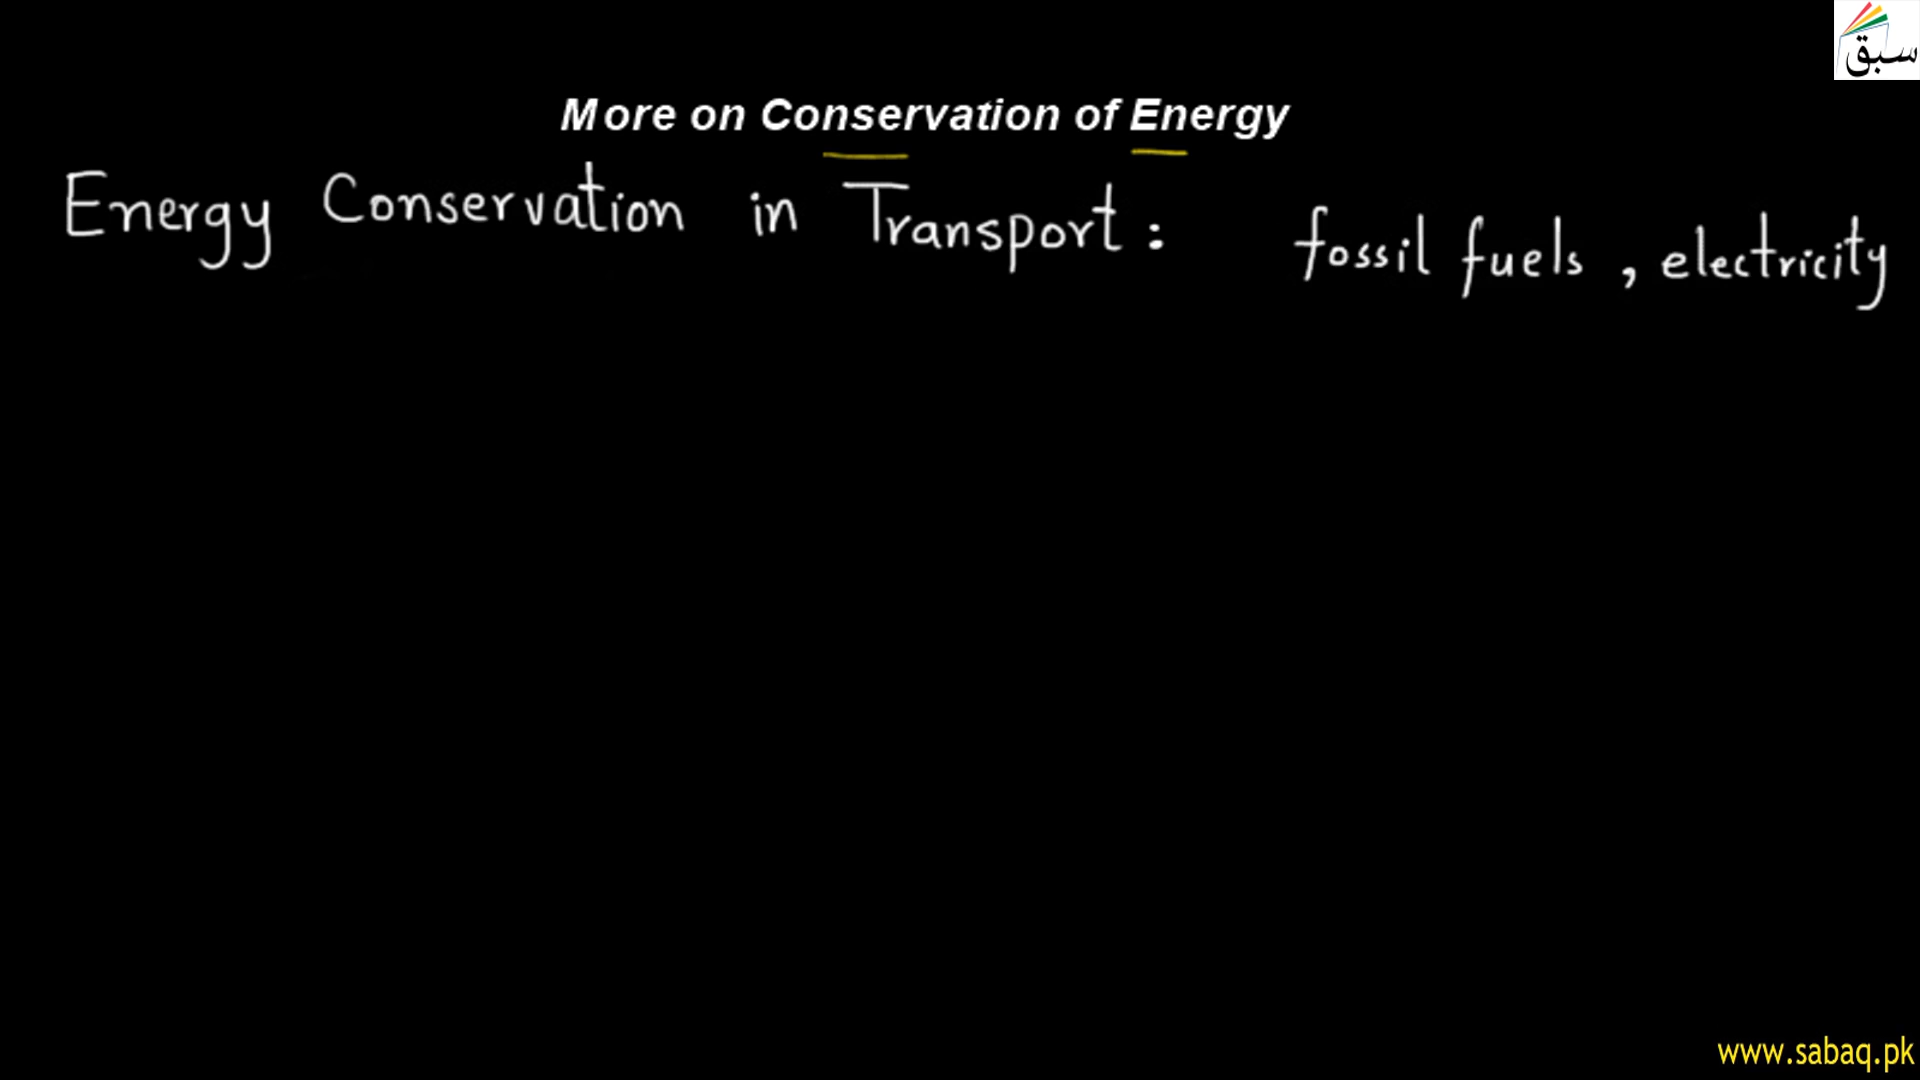 سبق
More on Conservation of Energy
Energy Conservation in Transport : fossil fuels , electricity
www.sabaq.pk